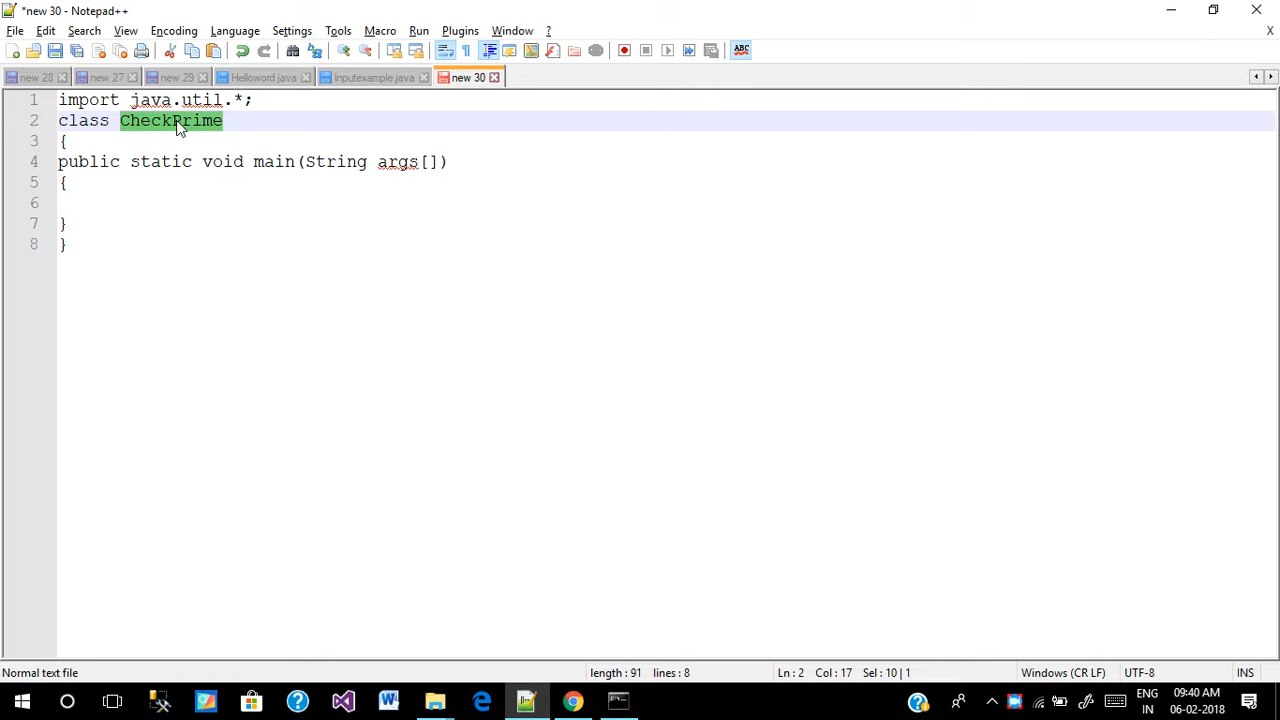 *new 30 - Notepad++
File Edit Search View Encoding Language Settings Tools Macro Run Plugins Window ? X
ABC
new 28 new 27 new 29 Helloword.java Inputexample.java new 30
1 import java.util.*;
2 class CheckPrime
3 {
4 public static void main(String args[])
5 {
6
7 }
8 }
Normal text file length : 91 lines : 8 Ln : 2 Col : 17 Sel : 10 | 1 Windows (CR LF) UTF-8 INS
ENG 09:40 AM
IN 06-02-2018